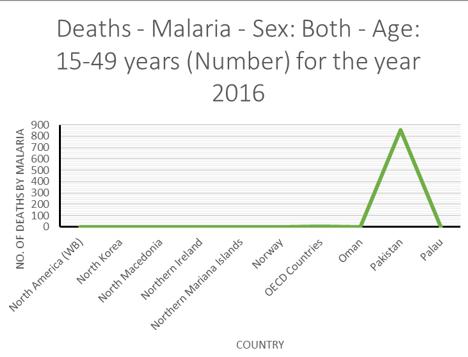 Deaths - Malaria - Sex: Both - Age:
15-49 years (Number) for the year
2016
NO. OF DEATHS BY MALARIA
900
800
700
600
500
400
300
200
100
0
North America (WB)
North Korea
North Macedonia
Northern Ireland
Northern Mariana Islands
Norway
OECD Countries
Oman
Pakistan
Palau
COUNTRY